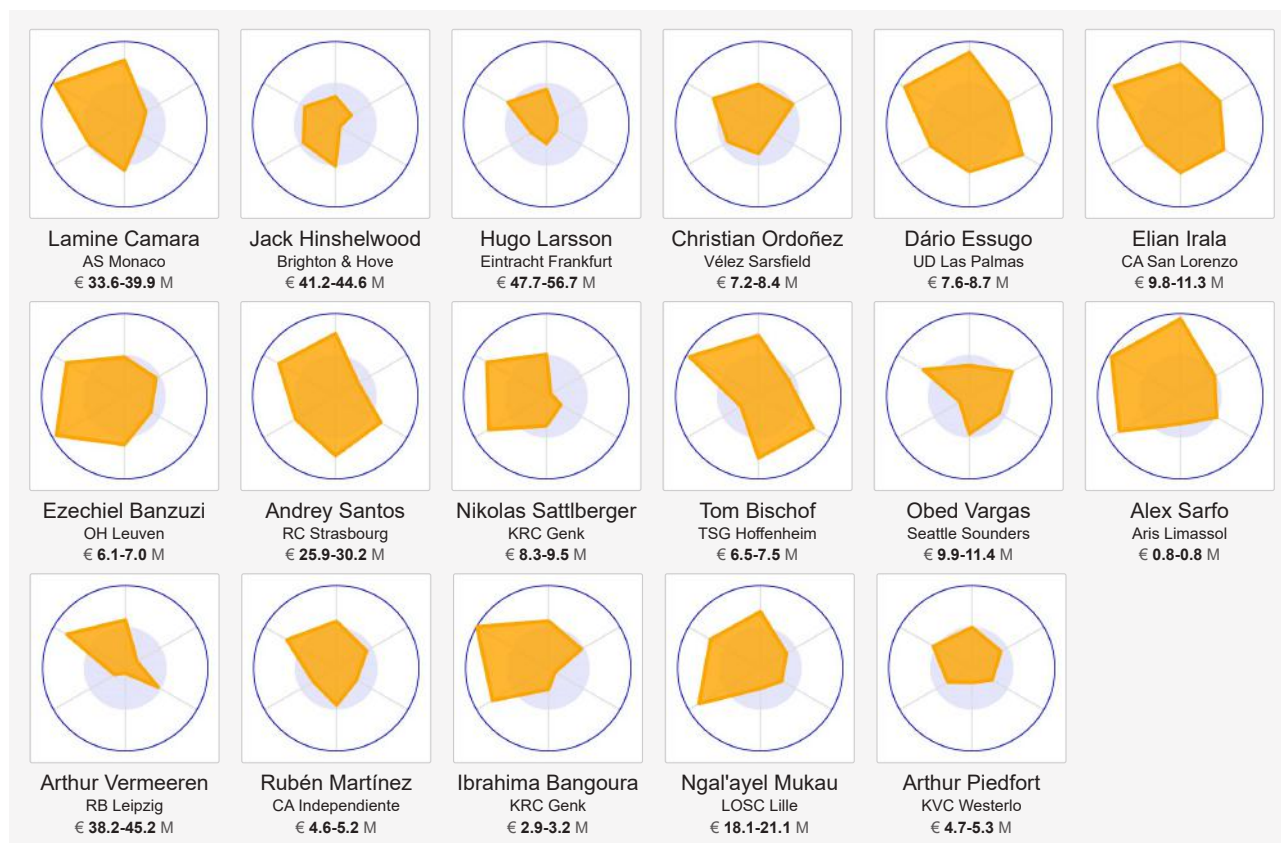 Lamine Camara
AS Monaco
€ 33.6-39.9 M
Jack Hinshelwood
Brighton & Hove
€ 41.2-44.6 M
Hugo Larsson
Eintracht Frankfurt
€ 47.7-56.7 M
Christian Ordoñez
Vélez Sarsfield
€ 7.2-8.4 M
Dário Essugo
UD Las Palmas
€ 7.6-8.7 M
Elian Irala
CA San Lorenzo
€ 9.8-11.3 M
Ezechiel Banzuzi
OH Leuven
€ 6.1-7.0 M
Andrey Santos
RC Strasbourg
€ 25.9-30.2 M
Nikolas Sattlberger
KRC Genk
€ 8.3-9.5 M
Tom Bischof
TSG Hoffenheim
€ 6.5-7.5 M
Obed Vargas
Seattle Sounders
€ 9.9-11.4 M
Alex Sarfo
Aris Limassol
€ 0.8-0.8 M
Arthur Vermeeren
RB Leipzig
€ 38.2-45.2 M
Rubén Martínez
CA Independiente
€ 4.6-5.2 M
Ibrahima Bangoura
KRC Genk
€ 2.9-3.2 M
Ngal'ayel Mukau
LOSC Lille
€ 18.1-21.1 M
Arthur Piedfort
KVC Westerlo
€ 4.7-5.3 M